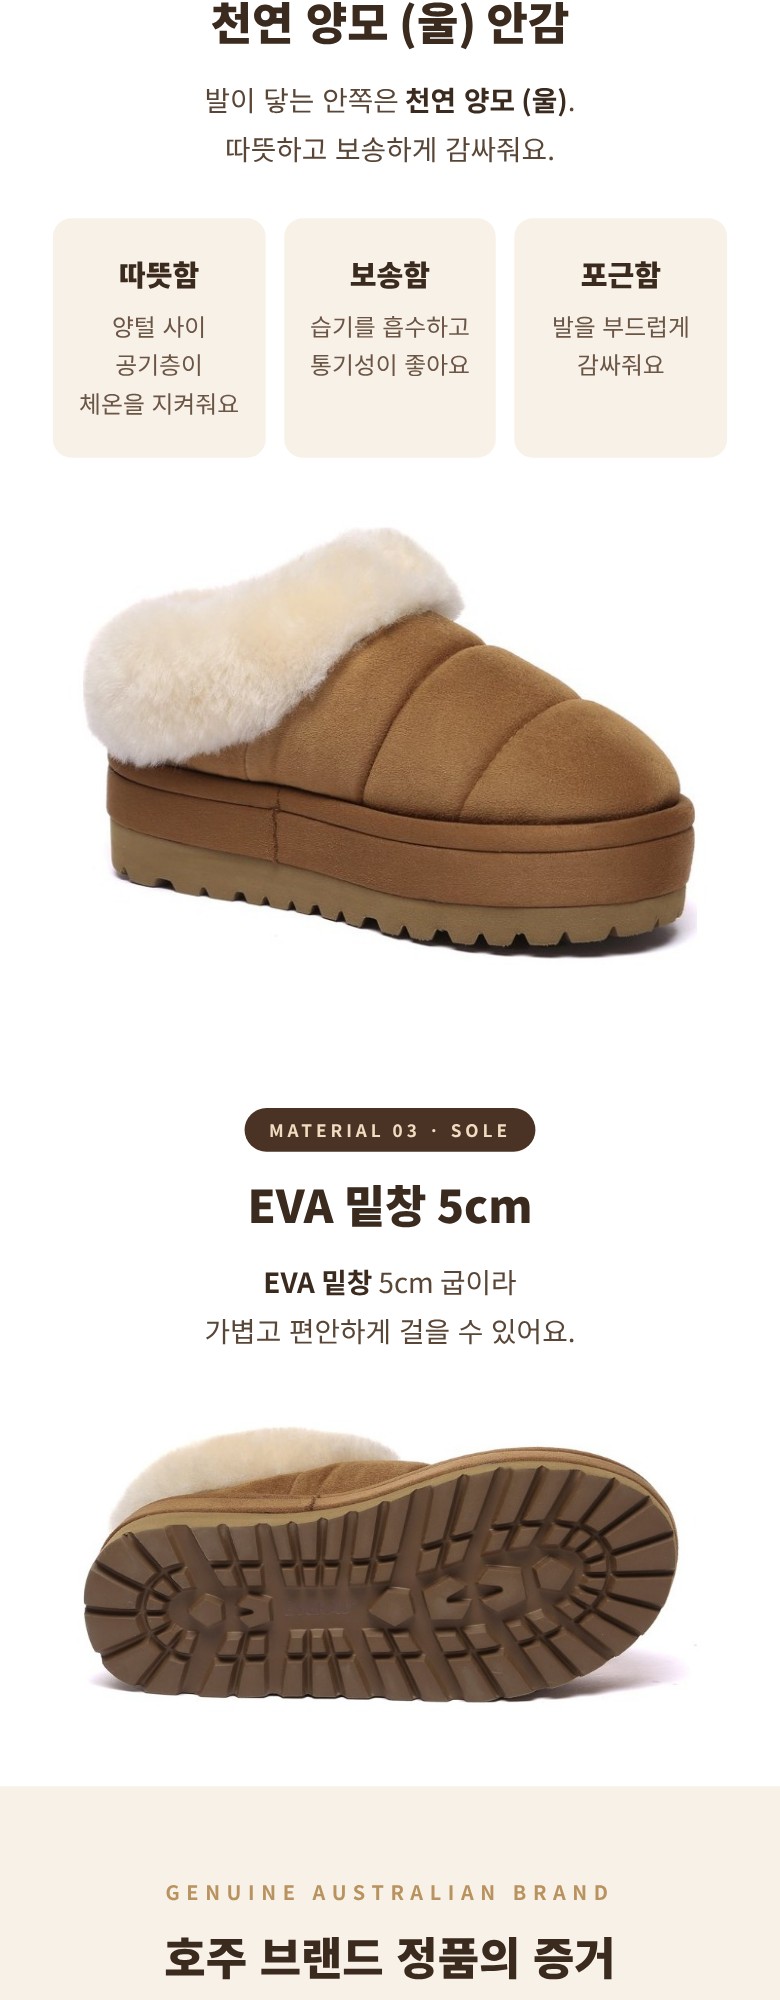 천연 양모 (울) 안감
발이 닿는 안쪽은 천연 양모 (울).
따뜻하고 보송하게 감싸줘요.
따뜻함
양털 사이
공기층이
체온을 지켜줘요
보송함
습기를 흡수하고
통기성이 좋아요
포근함
발을 부드럽게
감싸줘요
MATERIAL 03 · SOLE
EVA 밑창 5cm
EVA 밑창 5cm 굽이라
가볍고 편안하게 걸을 수 있어요.
GENUINE AUSTRALIAN BRAND
호주 브랜드 정품의 증거